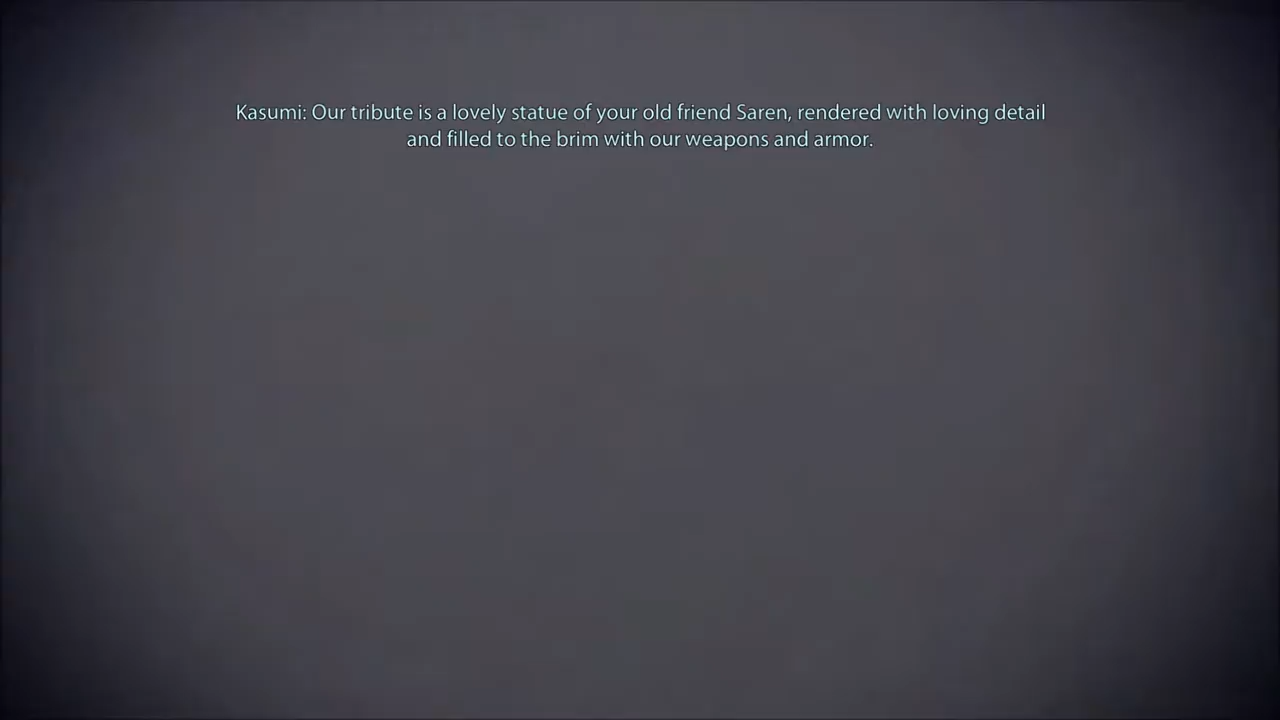 Kasumi: Our tribute is a lovely statue of your old friend Saren, rendered with loving detail
and filled to the brim with our weapons and armor.